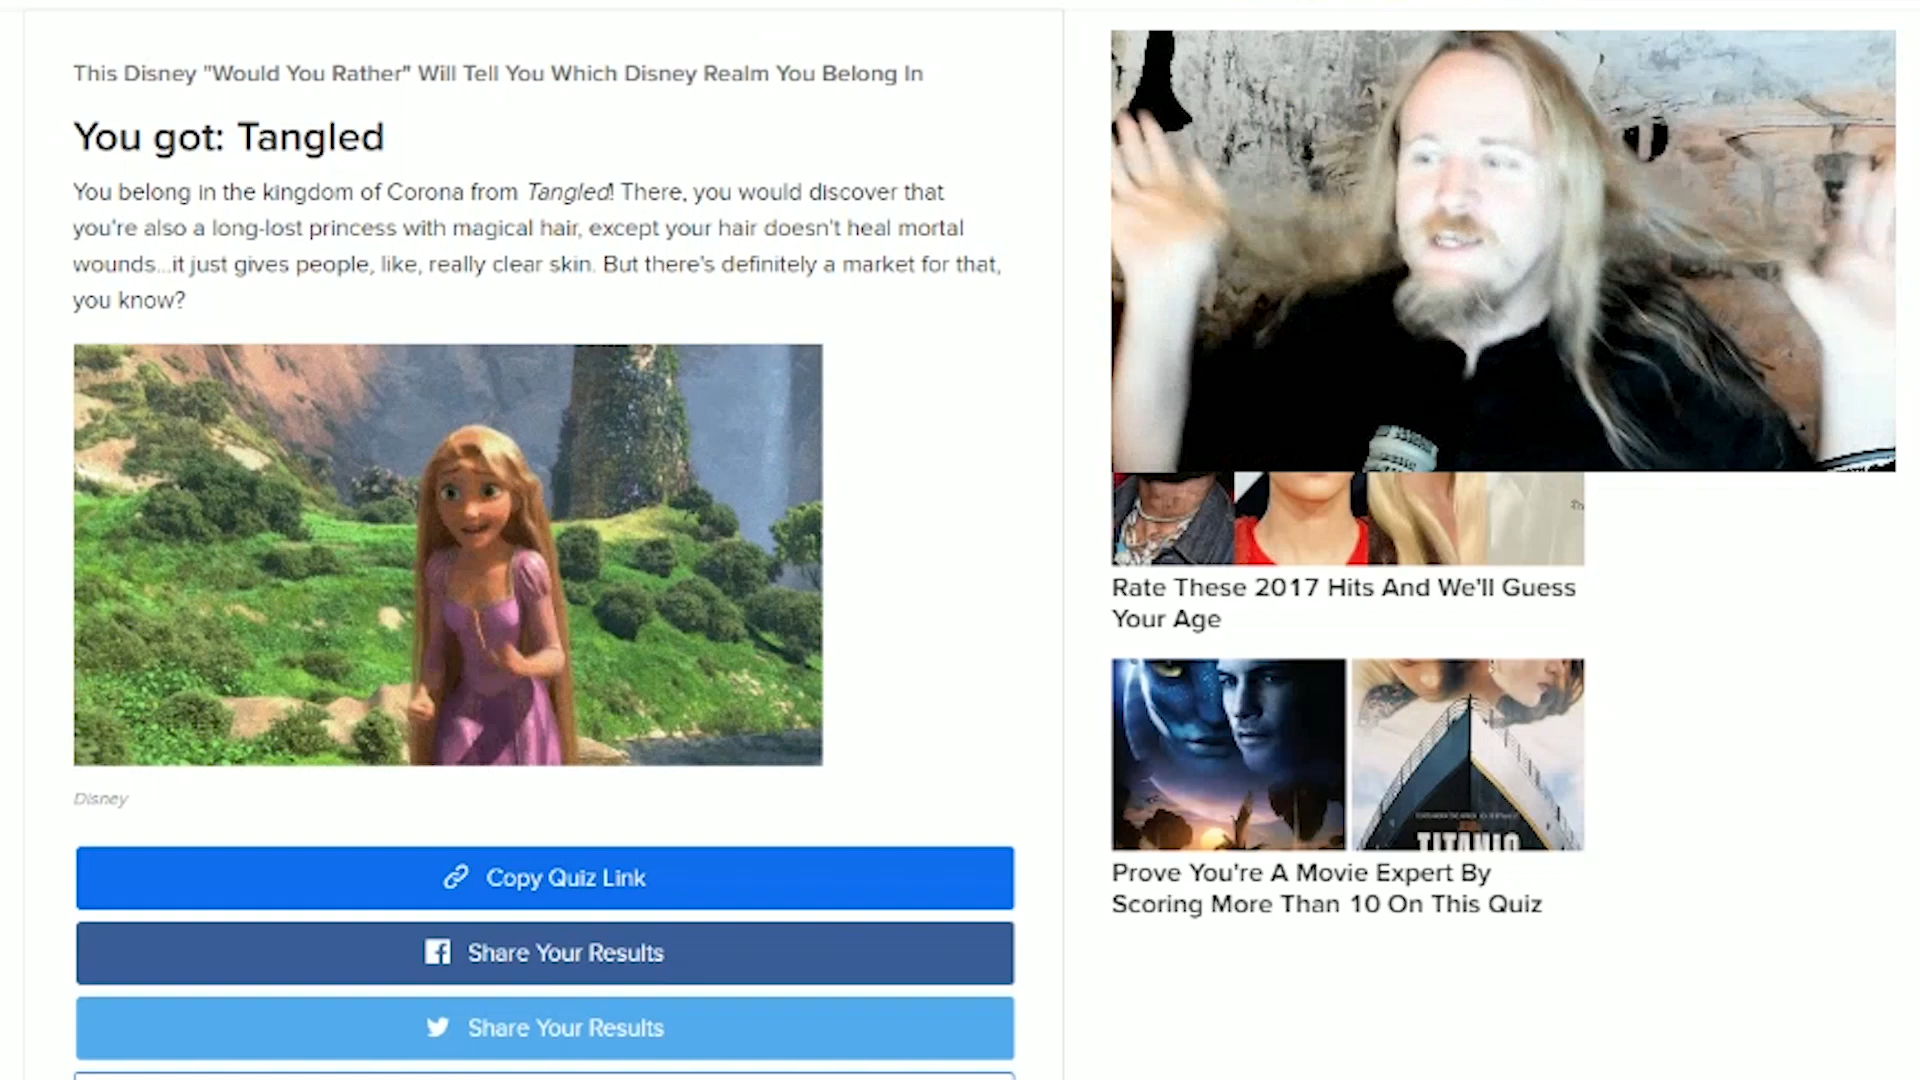 This Disney "Would You Rather" Will Tell You Which Disney Realm You Belong In
You got: Tangled
You belong in the kingdom of Corona from Tangled! There, you would discover that
you're also a long-lost princess with magical hair, except your hair doesn't heal mortal
wounds...it just gives people, like, really clear skin. But there's definitely a market for that,
you know?
Disney
Copy Quiz Link
Share Your Results
Share Your Results
Rate These 2017 Hits And We'll Guess
Your Age
TITANIC
Prove You're A Movie Expert By
Scoring More Than 10 On This Quiz